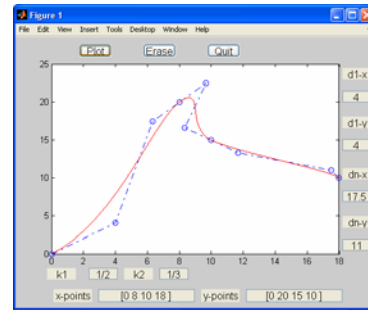 Figure 1
File Edit View Insert Tools Desktop Window Help
Plot Erase Quit
25
20
15
10
5
0
0 2 4 6 8 10 12 14 16 18
d1-x
4
d1-y
4
dn-x
17.5
dn-y
11
k1 1/2 k2 1/3
x-points [0 8 10 18 ] y-points [0 20 15 10 ]